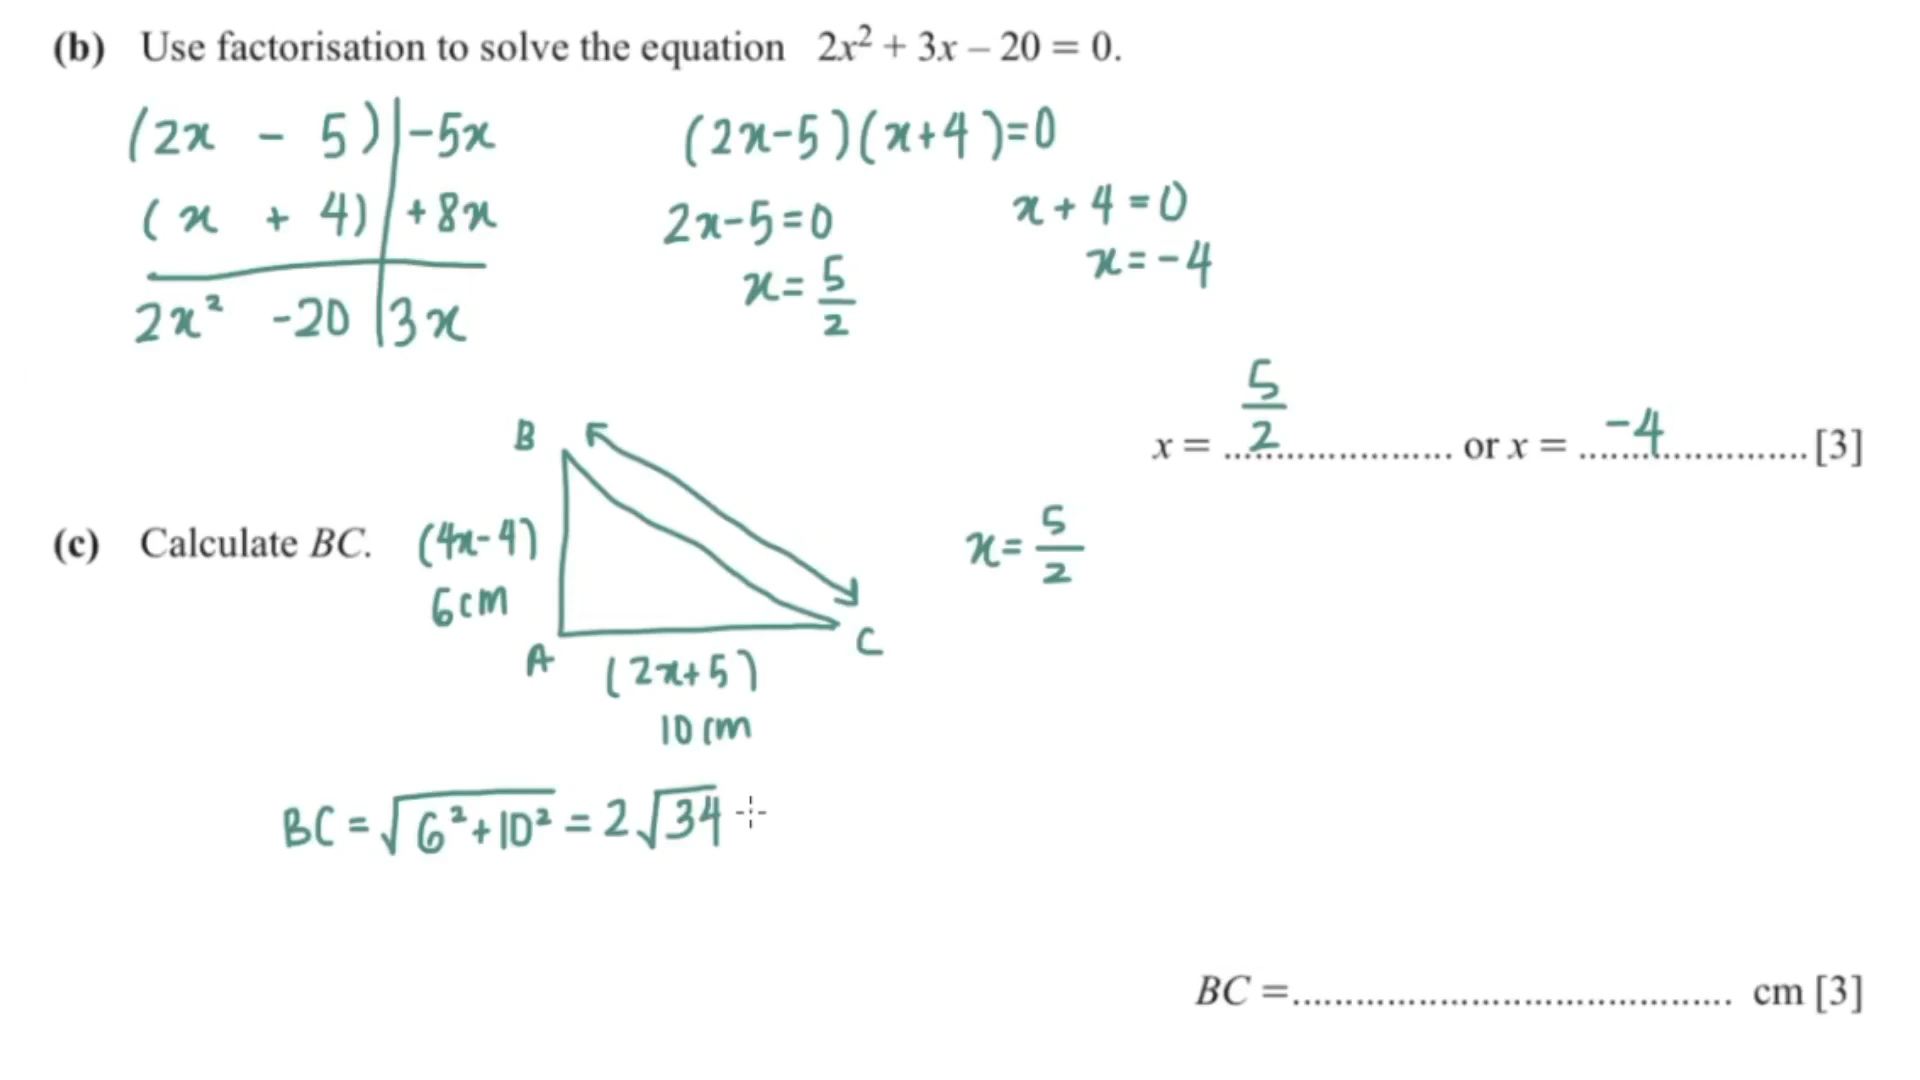 (b) Use factorisation to solve the equation 2x² + 3x – 20 = 0.
(2x - 5) | -5x
(x + 4) | +8x
2x² -20 | 3x
(2x-5)(x+4)=0
2x-5=0
x= 5/2
x+4=0
x=-4
x = 5/2 ...................... or x = -4 ...................... [3]
(c) Calculate BC.
B
(4x-4)
6cm
A
C
(2x+5)
10cm
x= 5/2
BC = √6²+10² = 2√34
BC =.......................................... cm [3]